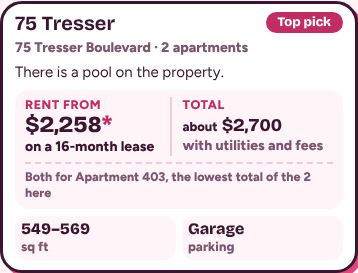 75 Tresser
Top pick
75 Tresser Boulevard · 2 apartments
There is a pool on the property.
RENT FROM
$2,258*
on a 16-month lease
TOTAL
about $2,700
with utilities and fees
Both for Apartment 403, the lowest total of the 2
here
549–569
sq ft
Garage
parking